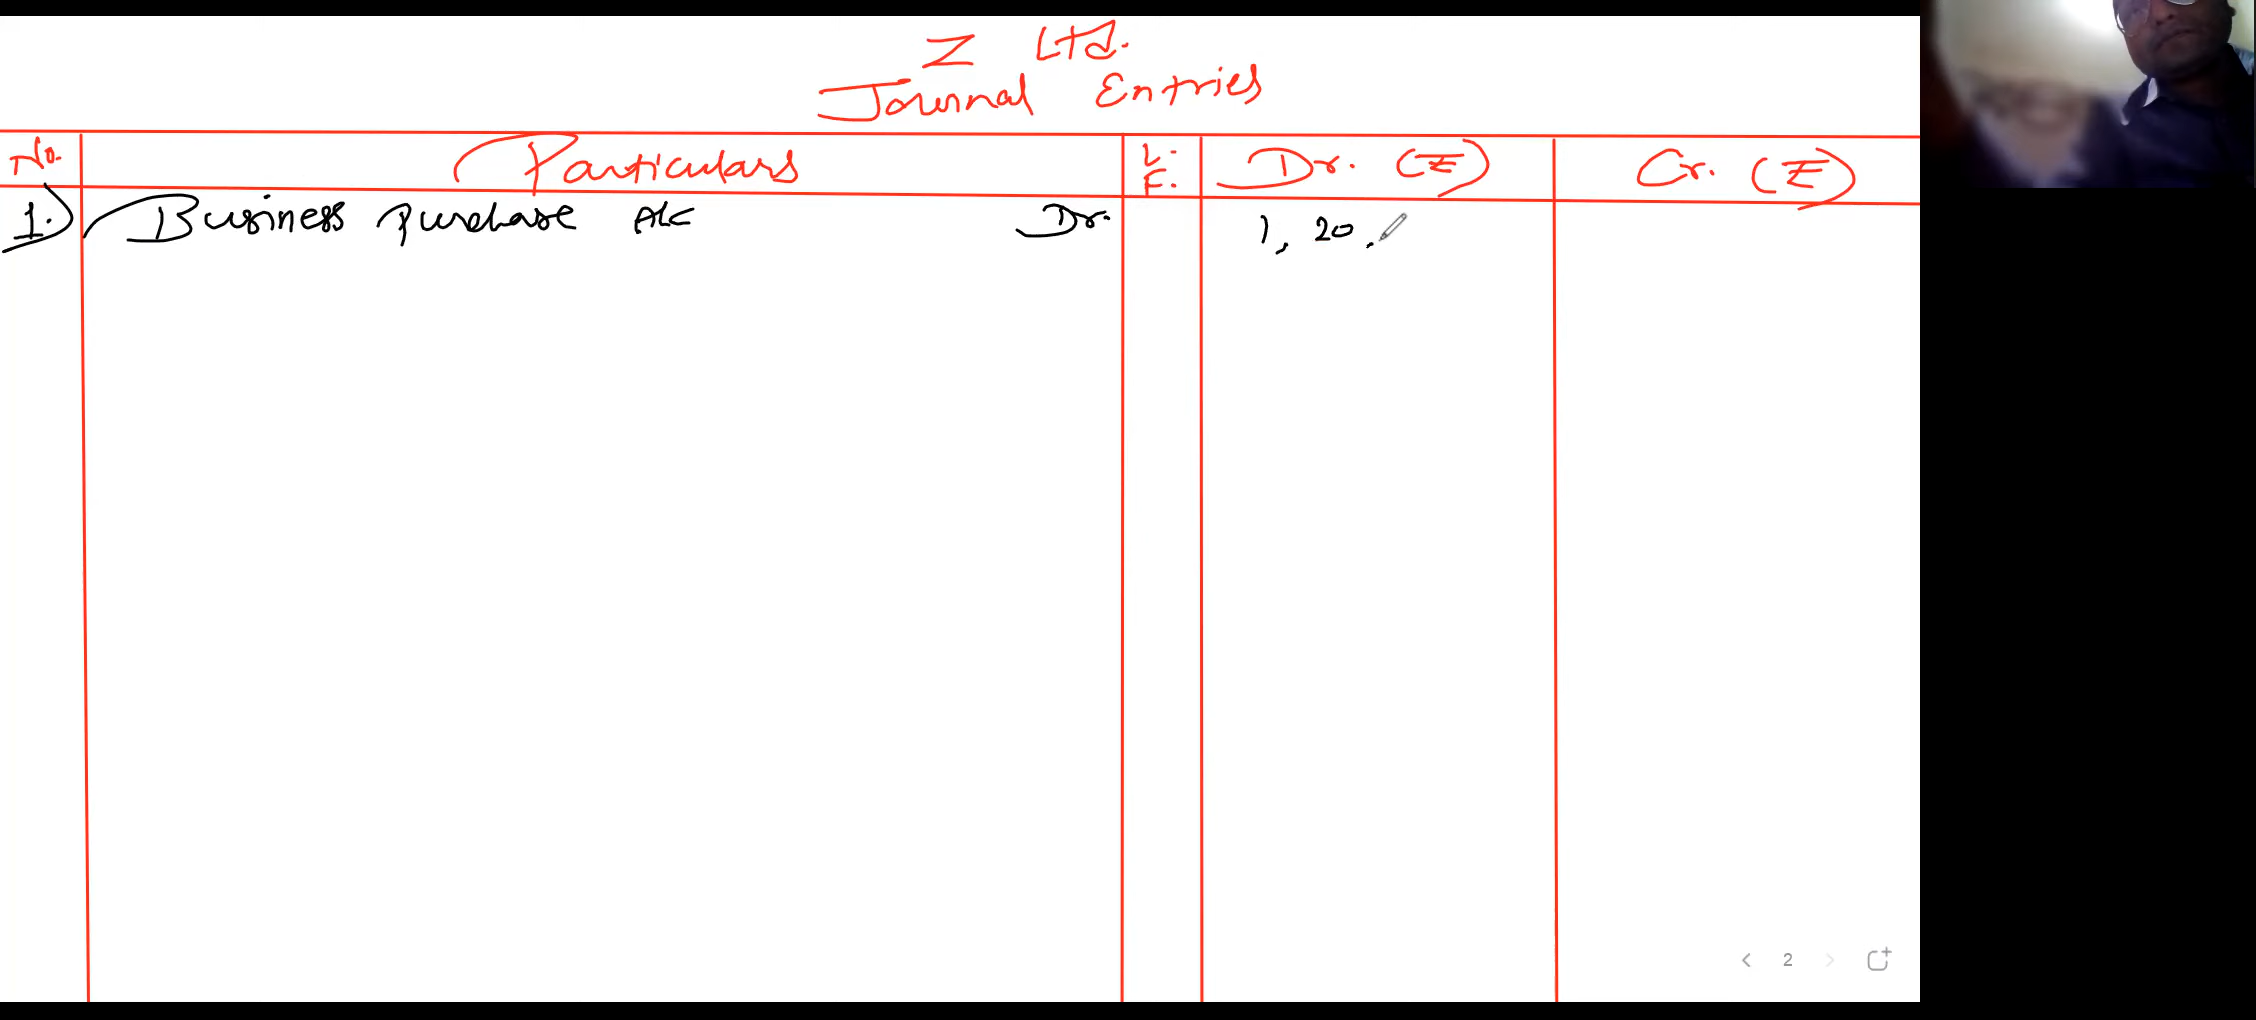 Z Ltd.
Journal Entries
No. Particulars L. F. Dr. (₹) Cr. (₹)
1.) Business Purchase A/c Dr. 1, 20,
2